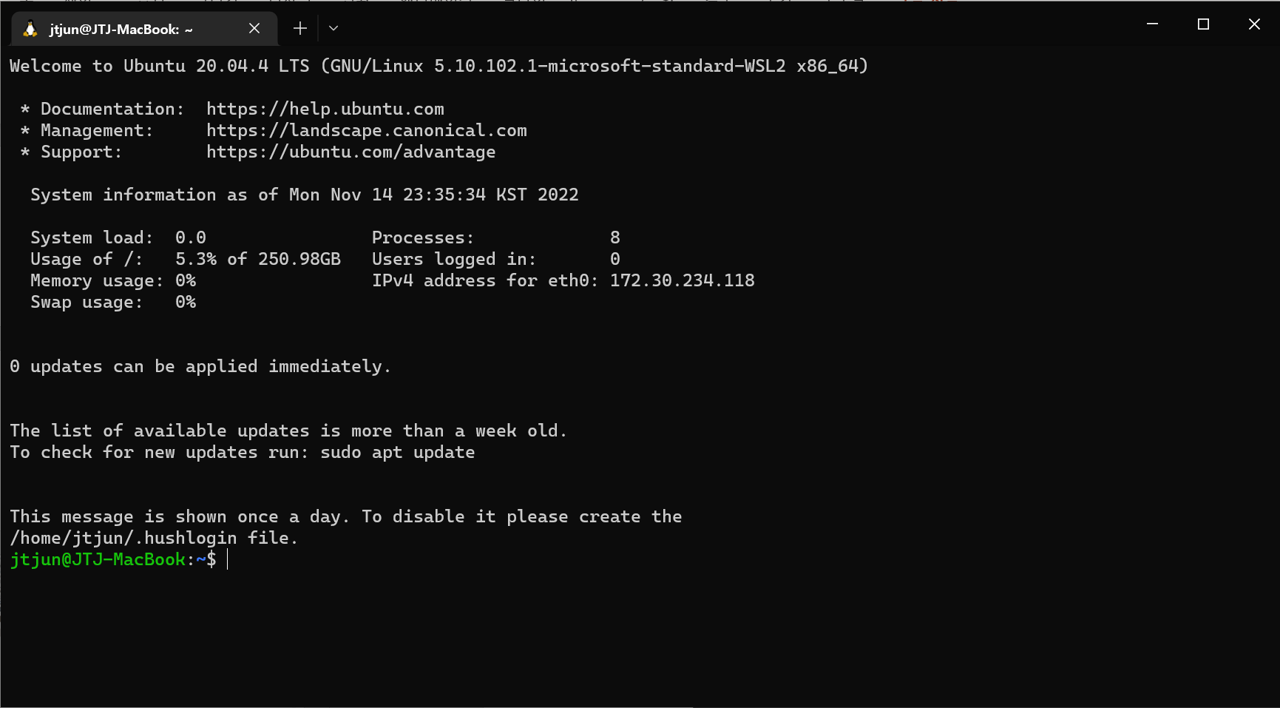 jtjun@JTJ-MacBook: ~
Welcome to Ubuntu 20.04.4 LTS (GNU/Linux 5.10.102.1-microsoft-standard-WSL2 x86_64)
* Documentation:  https://help.ubuntu.com
* Management:     https://landscape.canonical.com
* Support:        https://ubuntu.com/advantage
System information as of Mon Nov 14 23:35:34 KST 2022
System load:  0.0                Processes:             8
Usage of /:   5.3% of 250.98GB   Users logged in:       0
Memory usage: 0%                 IPv4 address for eth0: 172.30.234.118
Swap usage:   0%
0 updates can be applied immediately.
The list of available updates is more than a week old.
To check for new updates run: sudo apt update
This message is shown once a day. To disable it please create the
/home/jtjun/.hushlogin file.
jtjun@JTJ-MacBook:~$